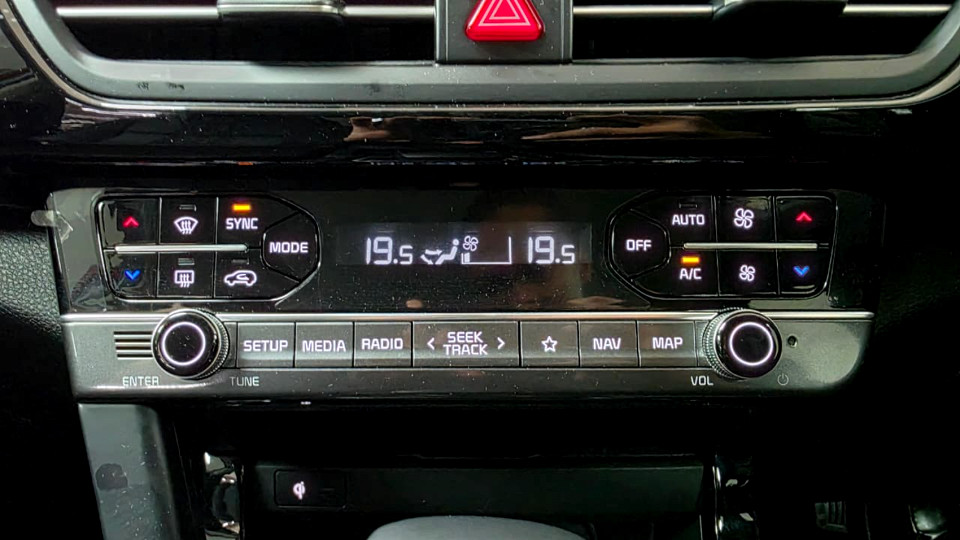 SYNC
MODE
19.5
19.5
OFF
AUTO
A/C
SETUP
MEDIA
RADIO
SEEK
TRACK
NAV
MAP
ENTER
TUNE
VOL